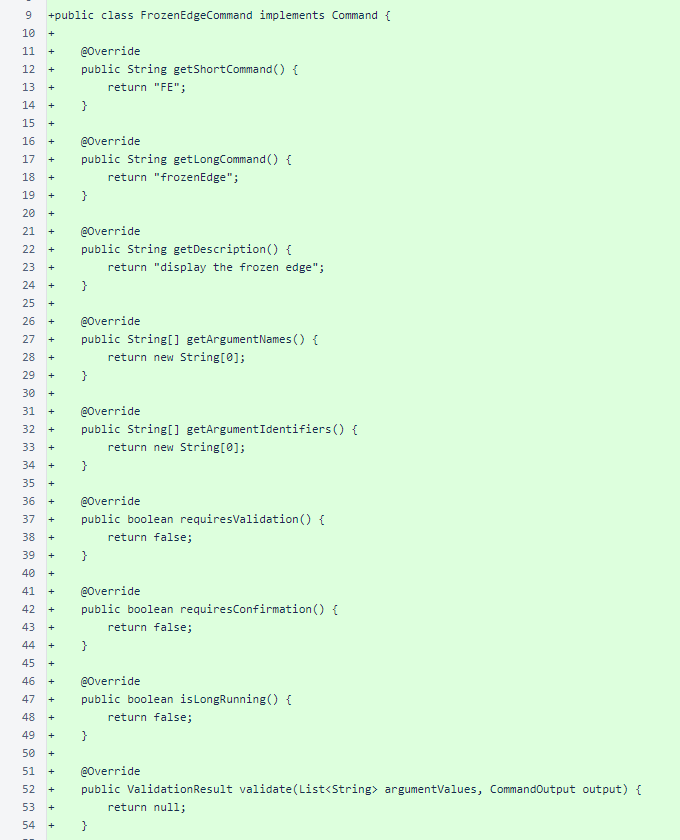 9 +public class FrozenEdgeCommand implements Command {
10 +
11 +    @Override
12 +    public String getShortCommand() {
13 +        return "FE";
14 +    }
15 +
16 +    @Override
17 +    public String getLongCommand() {
18 +        return "frozenEdge";
19 +    }
20 +
21 +    @Override
22 +    public String getDescription() {
23 +        return "display the frozen edge";
24 +    }
25 +
26 +    @Override
27 +    public String[] getArgumentNames() {
28 +        return new String[0];
29 +    }
30 +
31 +    @Override
32 +    public String[] getArgumentIdentifiers() {
33 +        return new String[0];
34 +    }
35 +
36 +    @Override
37 +    public boolean requiresValidation() {
38 +        return false;
39 +    }
40 +
41 +    @Override
42 +    public boolean requiresConfirmation() {
43 +        return false;
44 +    }
45 +
46 +    @Override
47 +    public boolean isLongRunning() {
48 +        return false;
49 +    }
50 +
51 +    @Override
52 +    public ValidationResult validate(List<String> argumentValues, CommandOutput output) {
53 +        return null;
54 +    }